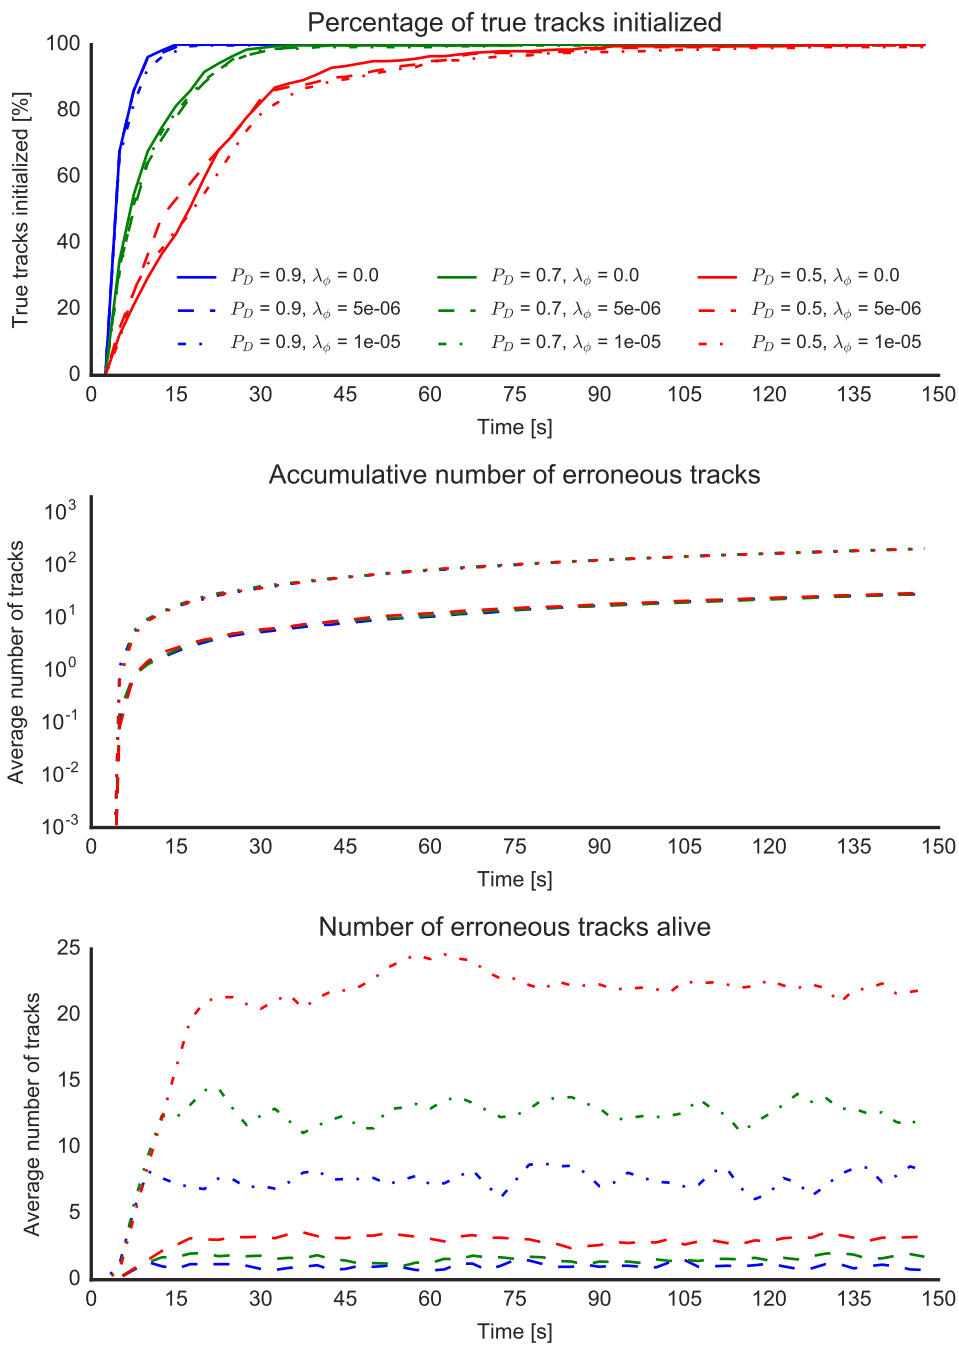 Percentage of true tracks initialized
True tracks initialized [%]
100
80
60
40
20
0
P_D = 0.9, λ_ϕ = 0.0
P_D = 0.7, λ_ϕ = 0.0
P_D = 0.5, λ_ϕ = 0.0
P_D = 0.9, λ_ϕ = 5e-06
P_D = 0.7, λ_ϕ = 5e-06
P_D = 0.5, λ_ϕ = 5e-06
P_D = 0.9, λ_ϕ = 1e-05
P_D = 0.7, λ_ϕ = 1e-05
P_D = 0.5, λ_ϕ = 1e-05
0 15 30 45 60 75 90 105 120 135 150
Time [s]
Accumulative number of erroneous tracks
Average number of tracks
10^3
10^2
10^1
10^0
10^-1
10^-2
10^-3
0 15 30 45 60 75 90 105 120 135 150
Time [s]
Number of erroneous tracks alive
Average number of tracks
25
20
15
10
5
0
0 15 30 45 60 75 90 105 120 135 150
Time [s]